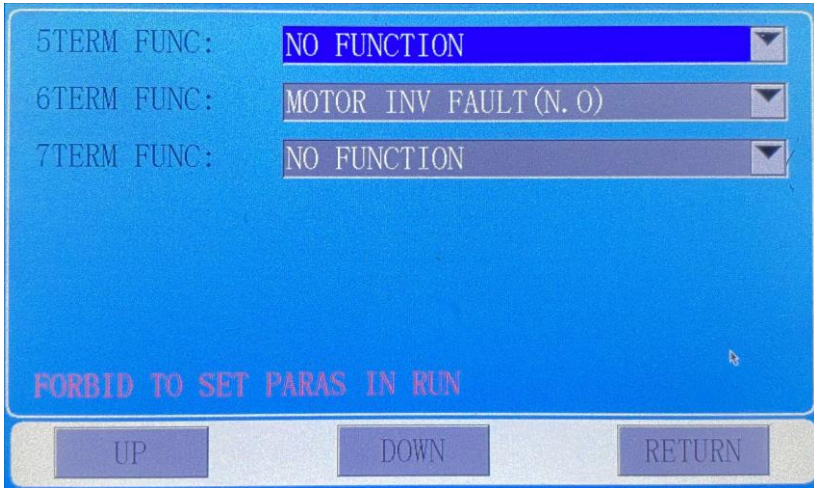 5TERM FUNC: NO FUNCTION
6TERM FUNC: MOTOR INV FAULT(N.O)
7TERM FUNC: NO FUNCTION
FORBID TO SET PARAS IN RUN
UP DOWN RETURN